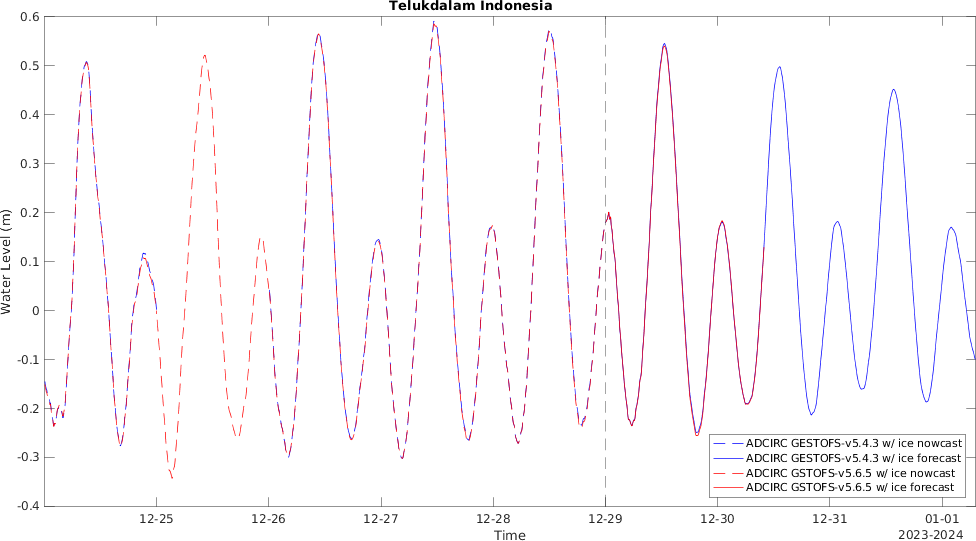 Telukdalam Indonesia
0.6
0.5
0.4
0.3
0.2
0.1
0
-0.1
-0.2
-0.3
-0.4
Water Level (m)
ADCIRC GESTOFS-v5.4.3 w/ ice nowcast
ADCIRC GESTOFS-v5.4.3 w/ ice forecast
ADCIRC GSTOFS-v5.6.5 w/ ice nowcast
ADCIRC GSTOFS-v5.6.5 w/ ice forecast
12-25 12-26 12-27 12-28 12-29 12-30 12-31 01-01
Time
2023-2024